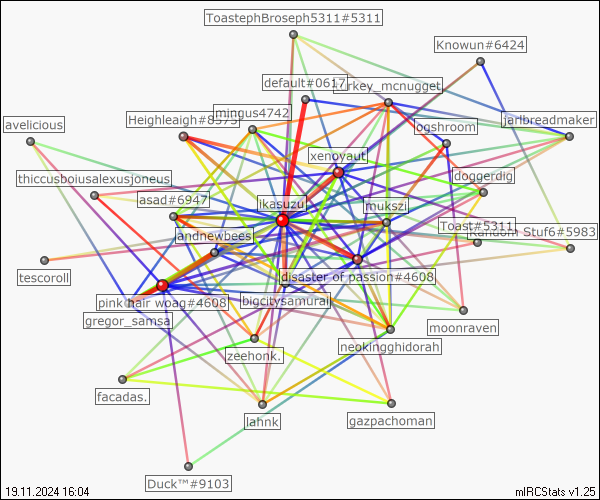 ToastephBroseph5311#5311
Knowun#6424
default#0617
rkey_mcnugget
mingus4742
Heighleaigh#8375
avelicious
ogshroom
jarlbreadmaker
xenoyaut
thiccusboiusalexusjoneus
doggerdig
asad#6947
ikasuzu
mukszi
Toast#5311
Random Stuf6#5983
andnewbees
tescoroll
disaster of passion#4608
pink hair woag#4608
bigcitysamurai
gregor_samsa
moonraven
neokingghidorah
zeehonk.
facadas.
lahnk
gazpachoman
Duck™#9103
19.11.2024 16:04
mIRCStats v1.25